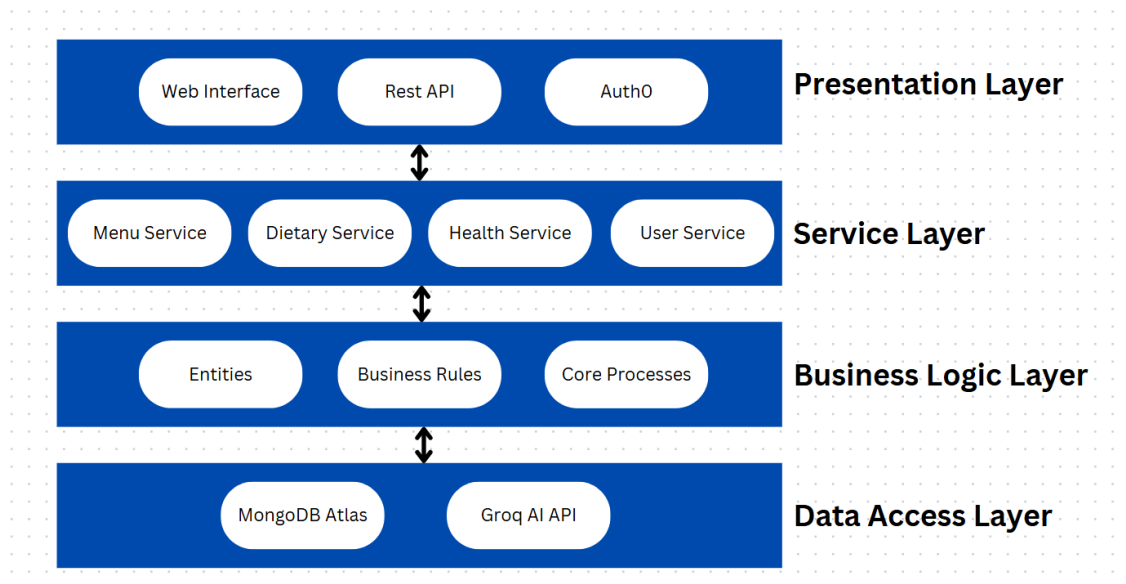 Web Interface
Rest API
Auth0
Presentation Layer
Menu Service
Dietary Service
Health Service
User Service
Service Layer
Entities
Business Rules
Core Processes
Business Logic Layer
MongoDB Atlas
Groq AI API
Data Access Layer